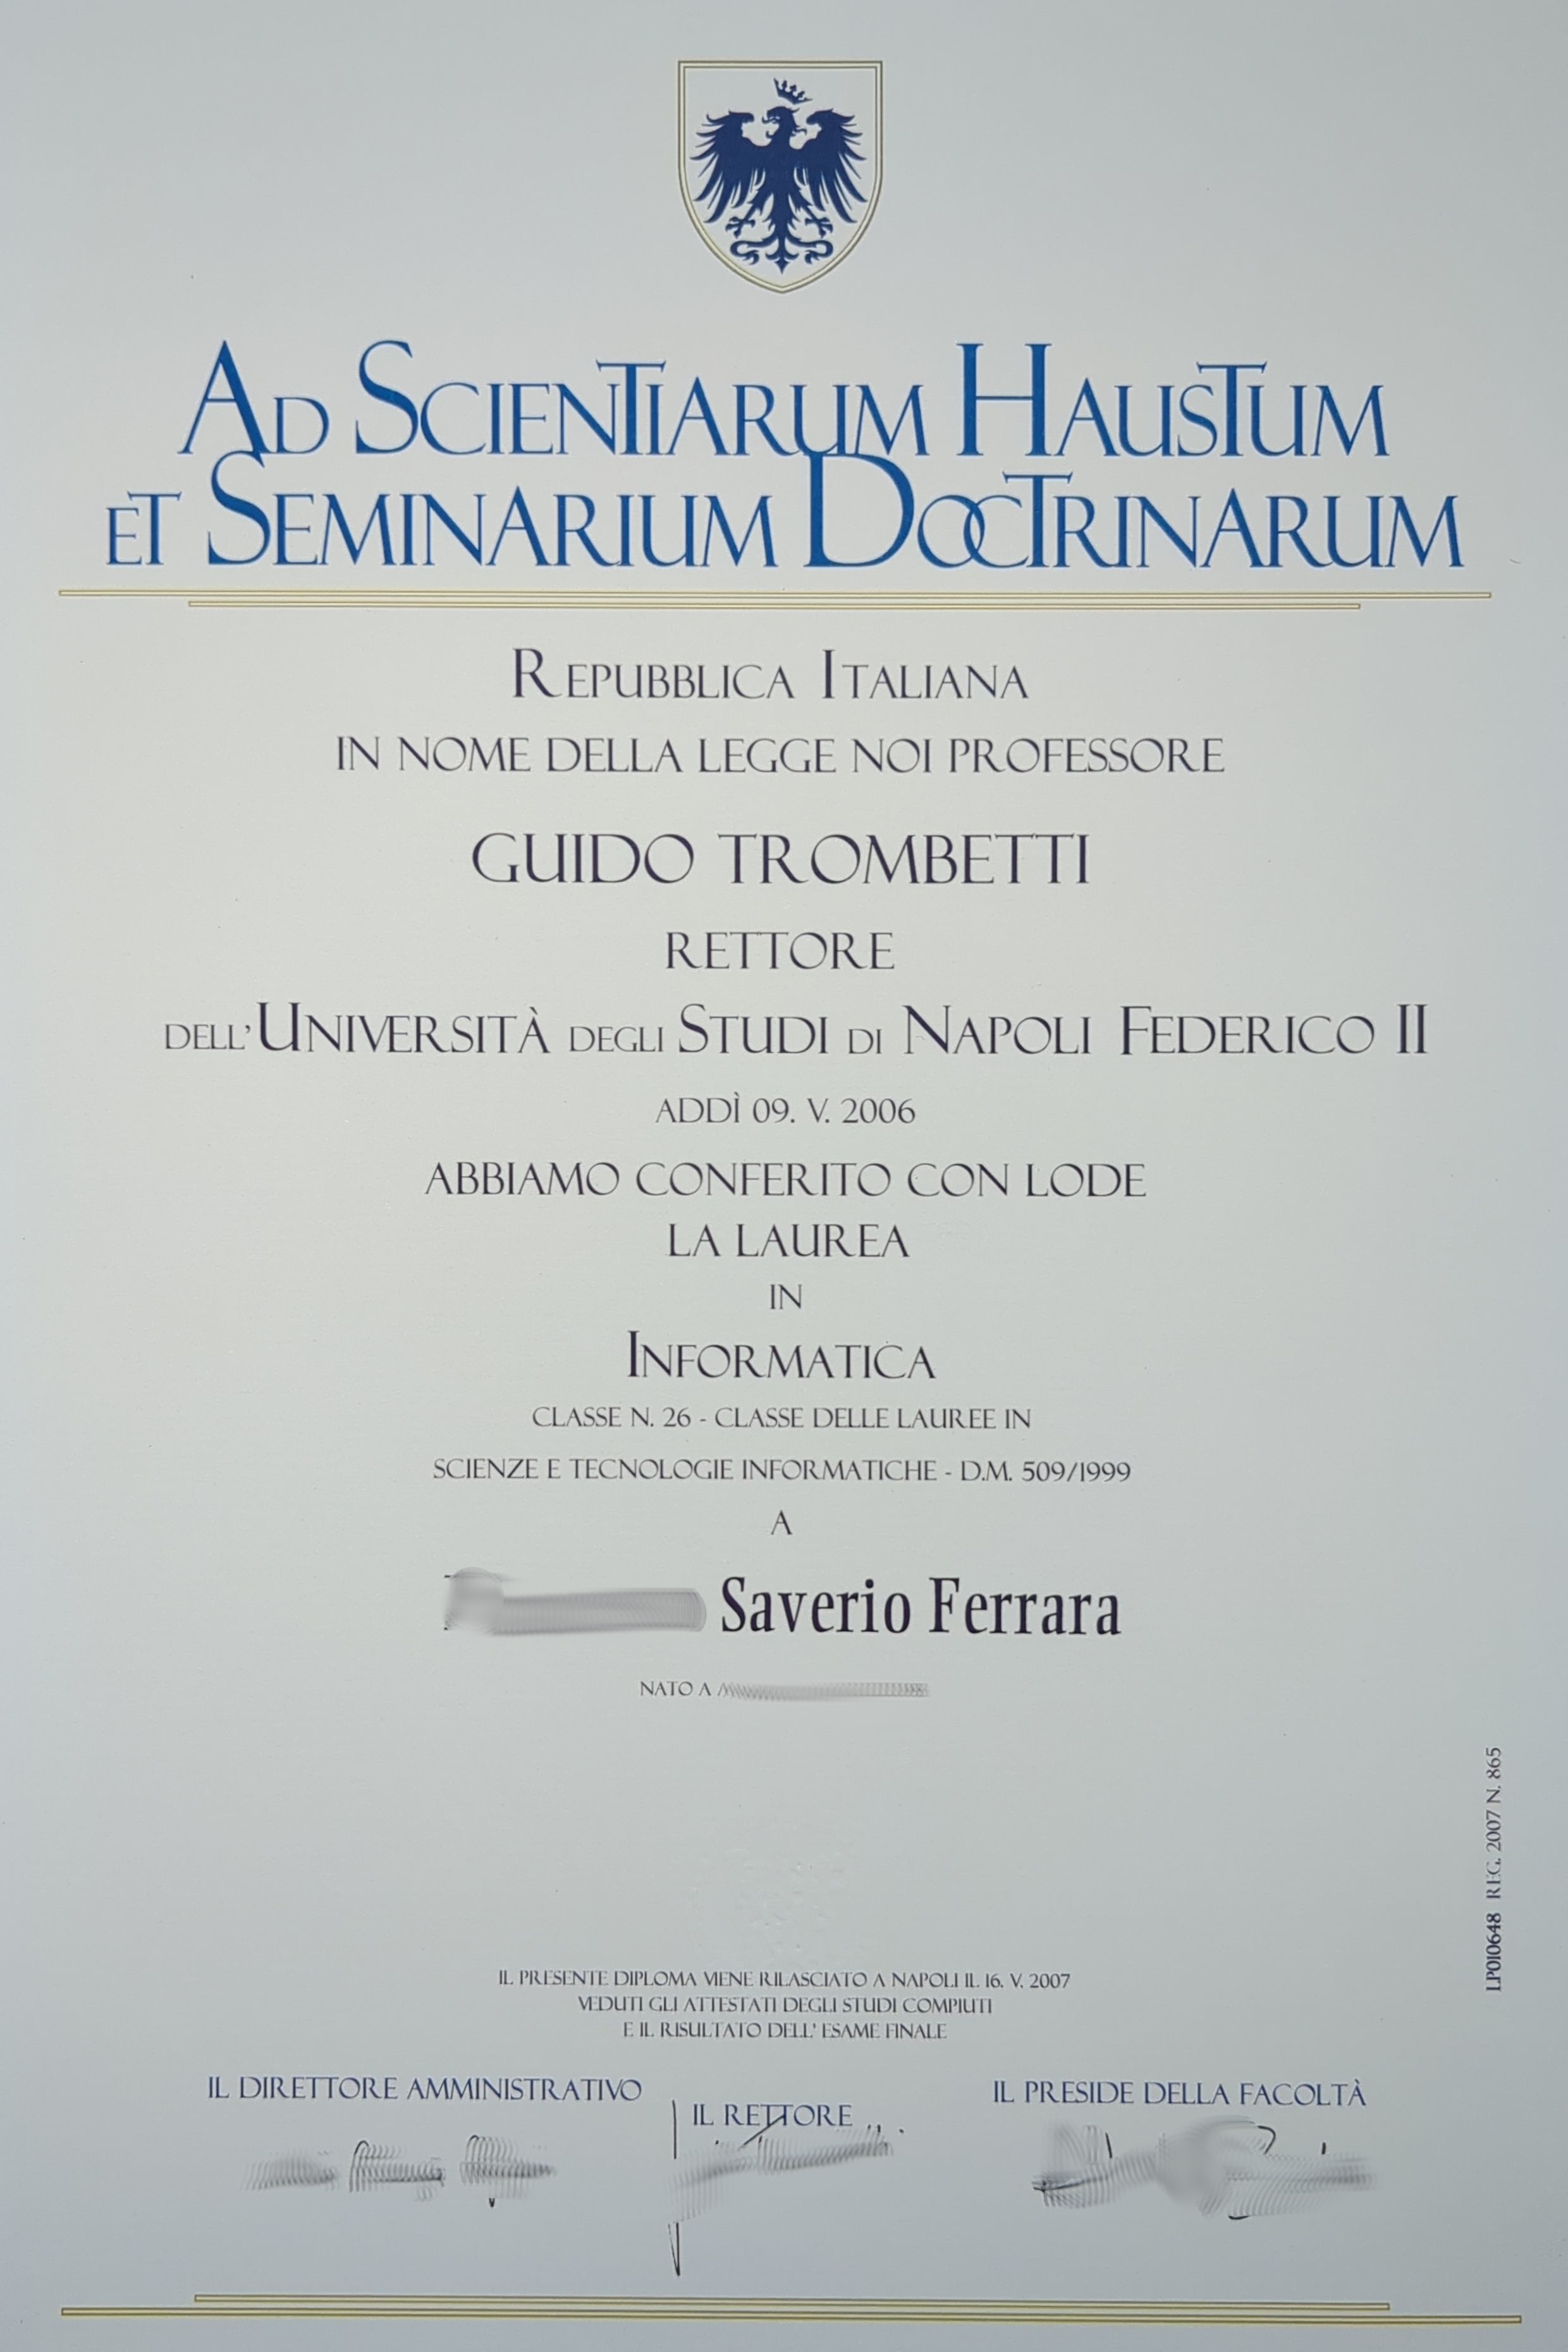 Ad Scientiarum Haustum
et Seminarium Doctrinarum
Repubblica Italiana
IN NOME DELLA LEGGE NOI PROFESSORE
GUIDO TROMBETTI
RETTORE
DELL'UNIVERSITÀ DEGLI STUDI DI NAPOLI FEDERICO II
ADDÌ 09. V. 2006
ABBIAMO CONFERITO CON LODE
LA LAUREA
IN
INFORMATICA
CLASSE N. 26 - CLASSE DELLE LAUREE IN
SCIENZE E TECNOLOGIE INFORMATICHE - D.M. 509/1999
A
Saverio Ferrara
NATO A
LP010648 REG. 2007 N. 865
IL PRESENTE DIPLOMA VIENE RILASCIATO A NAPOLI IL 16. V. 2007
VEDUTI GLI ATTESTATI DEGLI STUDI COMPIUTI
E IL RISULTATO DELL' ESAME FINALE
IL DIRETTORE AMMINISTRATIVO
IL RETTORE
IL PRESIDE DELLA FACOLTÀ